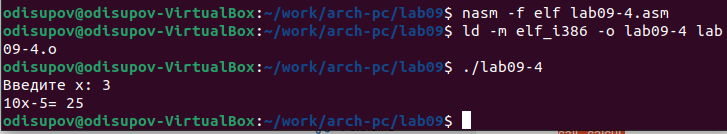 odisupov@odisupov-VirtualBox:~/work/arch-pc/lab09$ nasm -f elf lab09-4.asm
odisupov@odisupov-VirtualBox:~/work/arch-pc/lab09$ ld -m elf_i386 -o lab09-4 lab
09-4.o
odisupov@odisupov-VirtualBox:~/work/arch-pc/lab09$ ./lab09-4
Введите x: 3
10x-5= 25
odisupov@odisupov-VirtualBox:~/work/arch-pc/lab09$